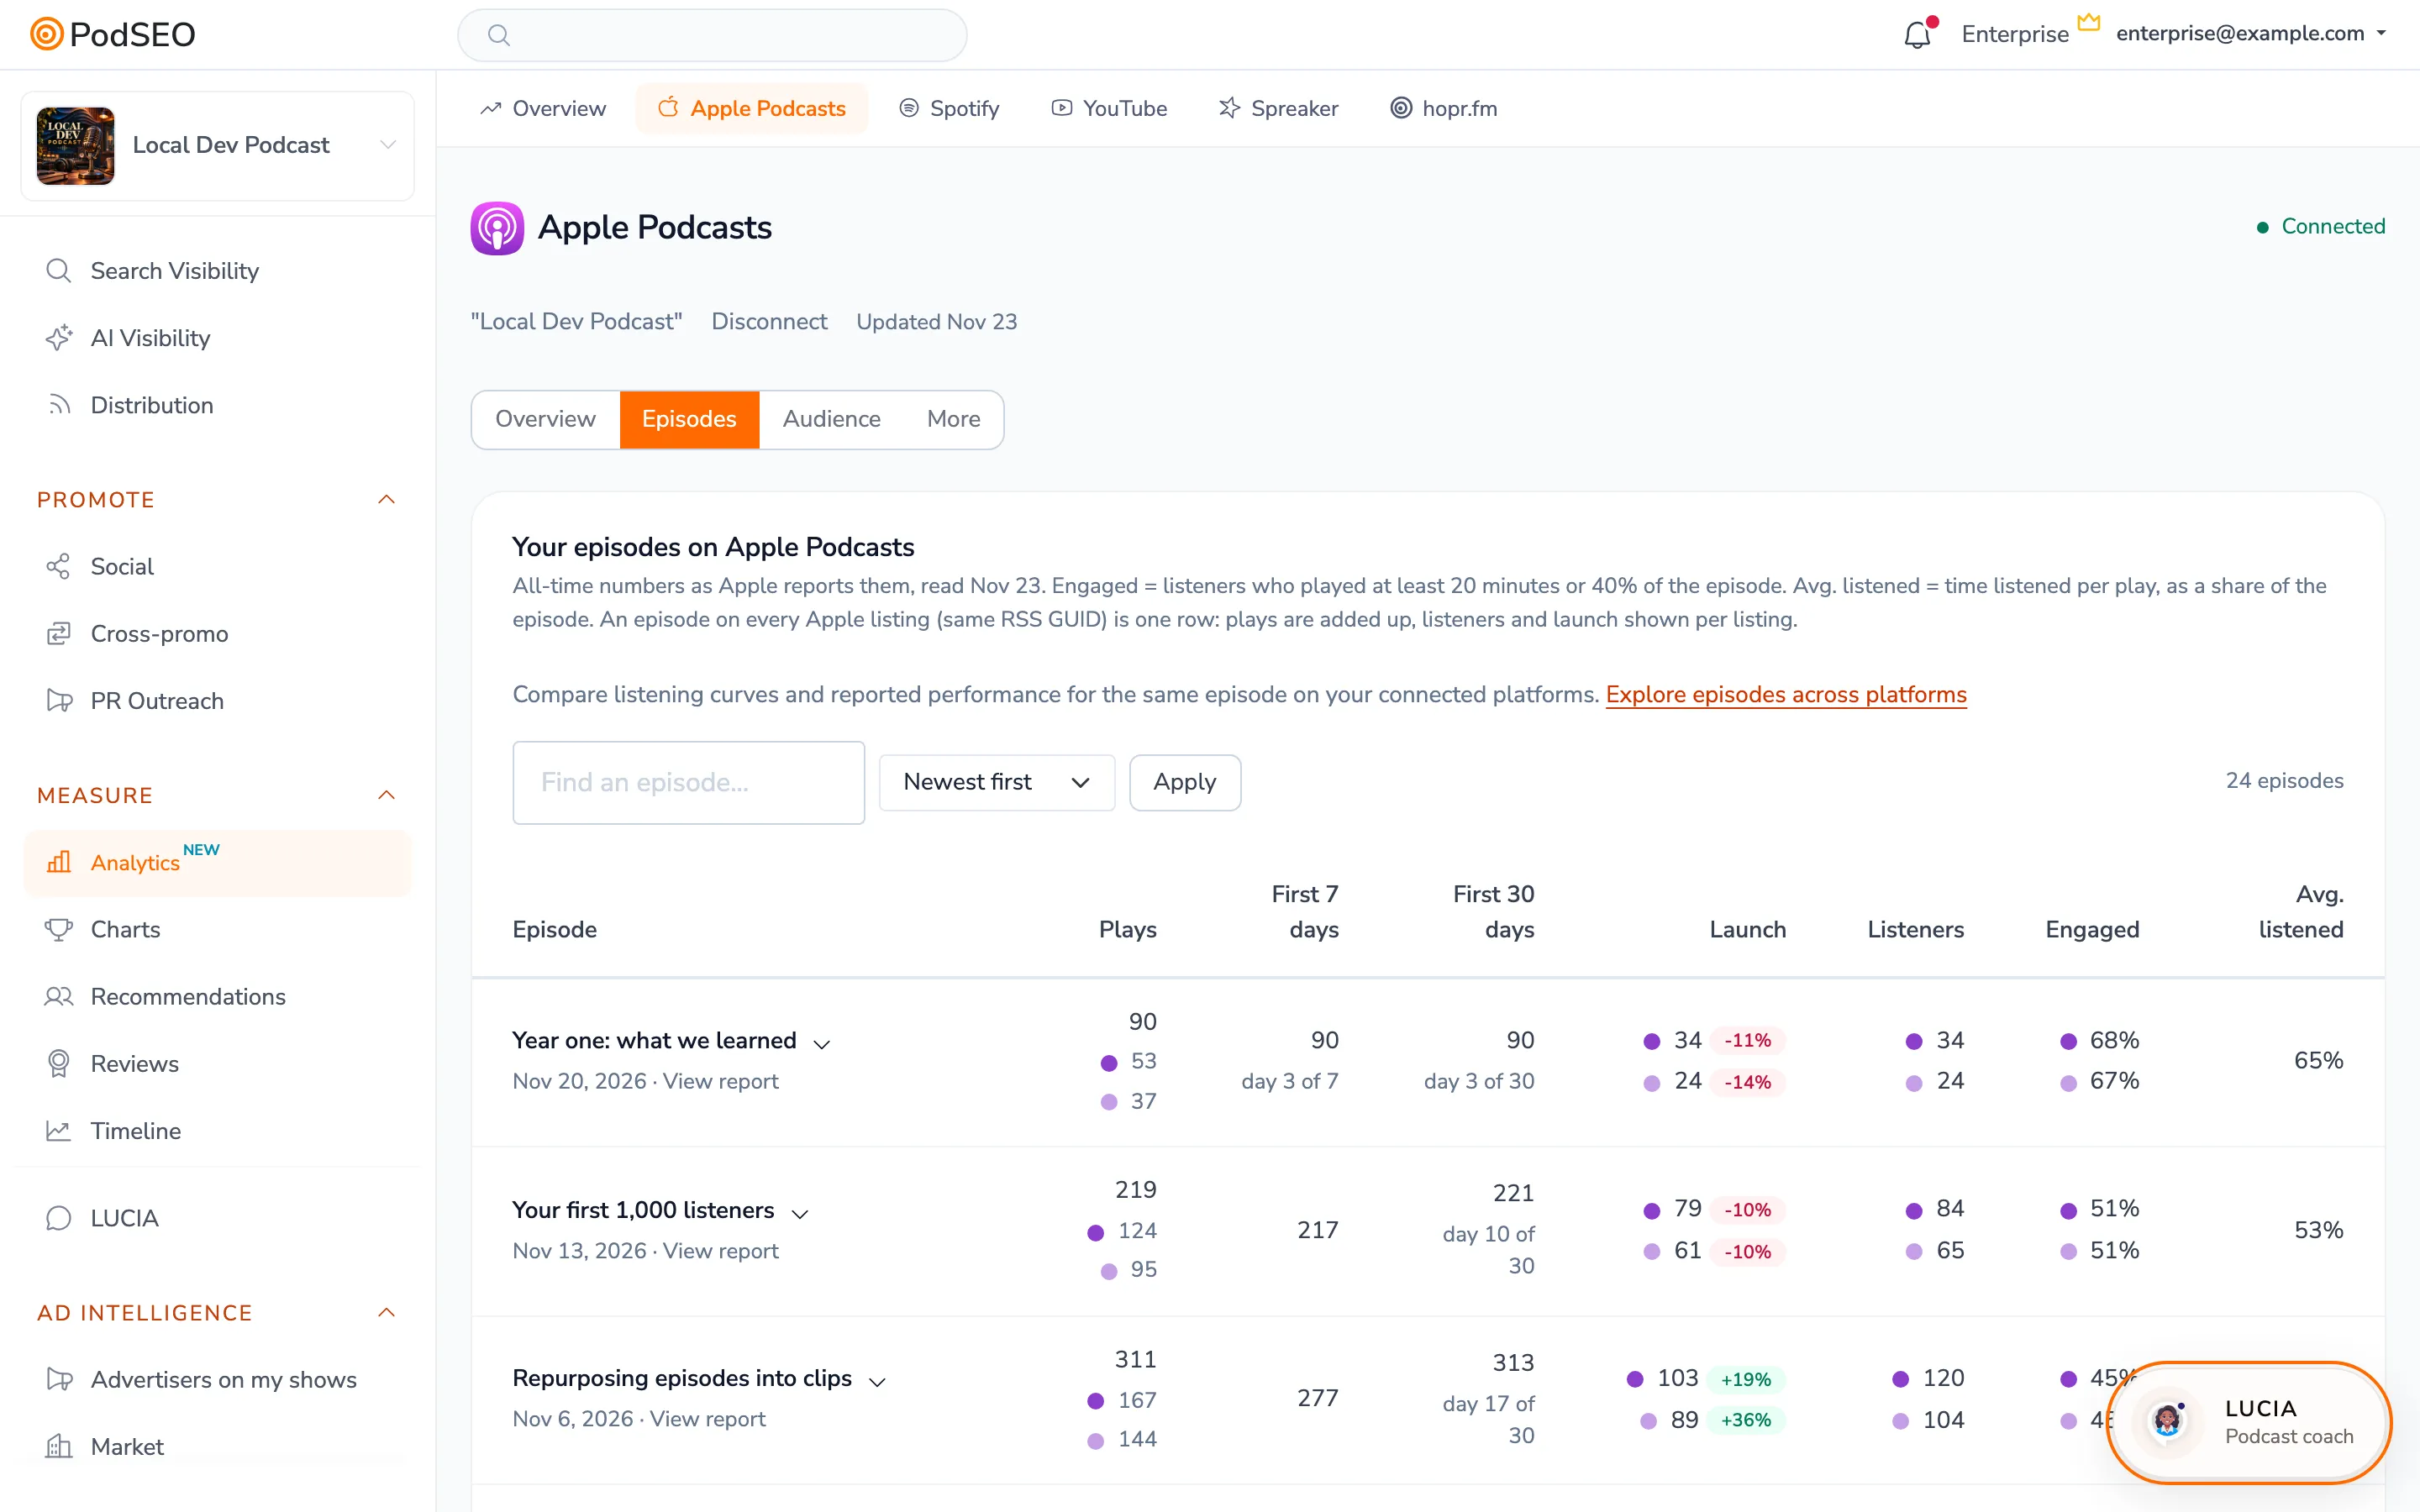 PodSEO
Enterprise
enterprise@example.com
LOCAL
DEV
PODCAST
Local Dev Podcast
Search Visibility
AI Visibility
Distribution
PROMOTE
Social
Cross-promo
PR Outreach
MEASURE
Analytics NEW
Charts
Recommendations
Reviews
Timeline
LUCIA
AD INTELLIGENCE
Advertisers on my shows
Market
Overview Apple Podcasts Spotify YouTube Spreaker hopr.fm
Apple Podcasts
Connected
"Local Dev Podcast" Disconnect Updated Nov 23
Overview Episodes Audience More
Your episodes on Apple Podcasts
All-time numbers as Apple reports them, read Nov 23. Engaged = listeners who played at least 20 minutes or 40% of the episode. Avg. listened = time listened per play, as a share of the
episode. An episode on every Apple listing (same RSS GUID) is one row: plays are added up, listeners and launch shown per listing.
Compare listening curves and reported performance for the same episode on your connected platforms. Explore episodes across platforms
Find an episode... Newest first Apply 24 episodes
Episode Plays First 7 days First 30 days Launch Listeners Engaged Avg. listened
Year one: what we learned
Nov 20, 2026 · View report
90
53
37
90
day 3 of 7
90
day 3 of 30
34 -11%
24 -14%
34
24
68%
67%
65%
Your first 1,000 listeners
Nov 13, 2026 · View report
219
124
95
217
221
day 10 of
30
79 -10%
61 -10%
84
65
51%
51%
53%
Repurposing episodes into clips
Nov 6, 2026 · View report
311
167
144
277
313
day 17 of
30
103 +19%
89 +36%
120
104
45%
LUCIA
Podcast coach